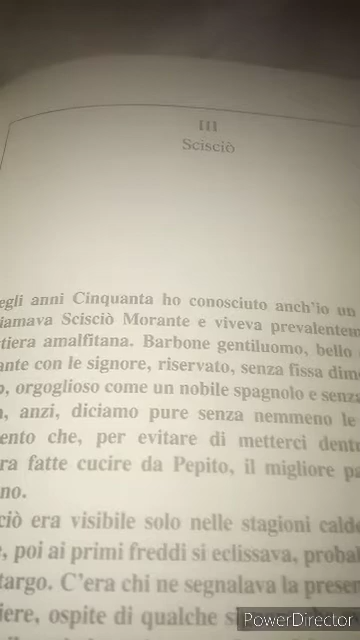 III
Scisciò
egli anni Cinquanta ho conosciuto anch'io un
iamava Scisciò Morante e viveva prevalentem
tiera amalfitana. Barbone gentiluomo, bello
ante con le signore, riservato, senza fissa dim
o, orgoglioso come un nobile spagnolo e senza
a, anzi, diciamo pure senza nemmeno le
ento che, per evitare di metterci dent
ra fatte cucire da Pepito, il migliore pa
no.
ciò era visibile solo nelle stagioni cald
e, poi ai primi freddi si eclissava, proba
targo. C'era chi ne segnalava la presen
iere, ospite di qualche
PowerDirector